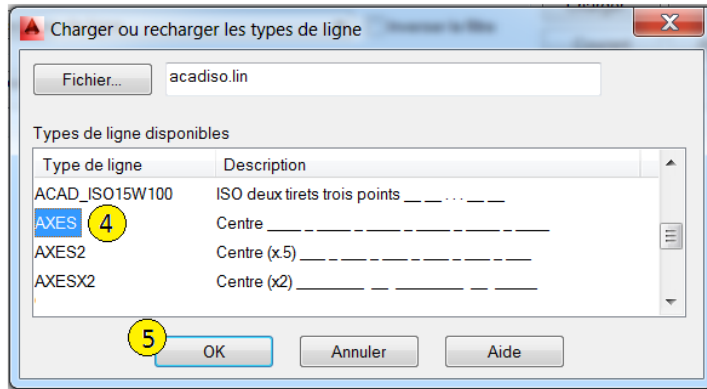 Charger ou recharger les types de ligne
Fichier...
acadiso.lin
Types de ligne disponibles
Type de ligne Description
ACAD_ISO15W100 ISO deux tirets trois points __ __ . . . __ __
AXES 4 Centre ____ _ ____ _ ____ _ ____ _ ____ _ ____
AXES2 Centre (x.5) ___ _ ___ _ ___ _ ___ _ ___ _ ___
AXESX2 Centre (x2) ________ __ ________ __ _____
5 OK Annuler Aide